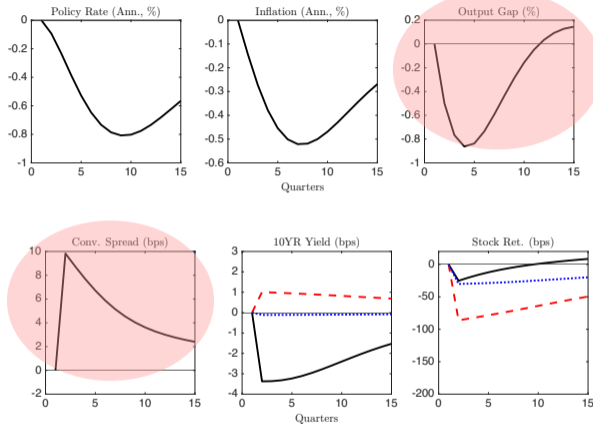 Policy Rate (Ann., %)
0
-0.2
-0.4
-0.6
-0.8
-1
0 5 10 15
Inflation (Ann., %)
0
-0.1
-0.2
-0.3
-0.4
-0.5
-0.6
0 5 10 15
Quarters
Output Gap (%)
0.2
0
-0.2
-0.4
-0.6
-0.8
-1
0 5 10 15
Conv. Spread (bps)
10
8
6
4
2
0
-2
0 5 10 15
10YR Yield (bps)
3
2
1
0
-1
-2
-3
-4
0 5 10 15
Quarters
Stock Ret. (bps)
0
-50
-100
-150
-200
0 5 10 15